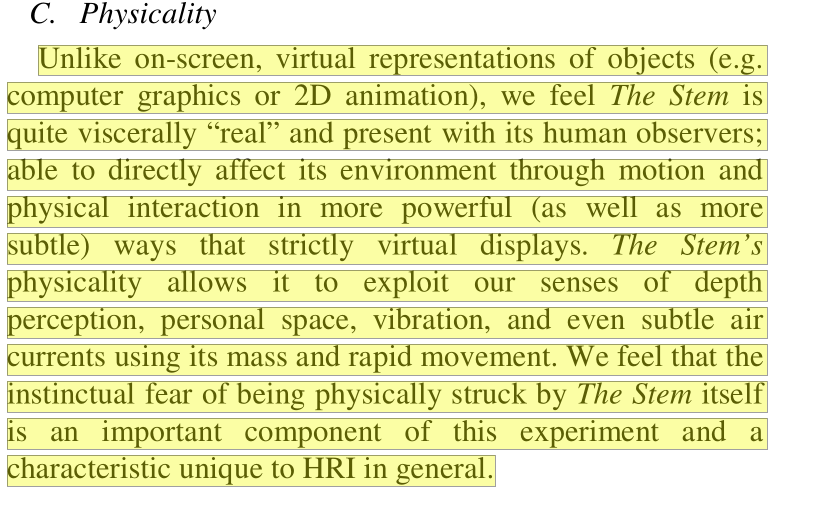 C. Physicality
Unlike on-screen, virtual representations of objects (e.g.
computer graphics or 2D animation), we feel The Stem is
quite viscerally “real” and present with its human observers;
able to directly affect its environment through motion and
physical interaction in more powerful (as well as more
subtle) ways that strictly virtual displays. The Stem’s
physicality allows it to exploit our senses of depth
perception, personal space, vibration, and even subtle air
currents using its mass and rapid movement. We feel that the
instinctual fear of being physically struck by The Stem itself
is an important component of this experiment and a
characteristic unique to HRI in general.